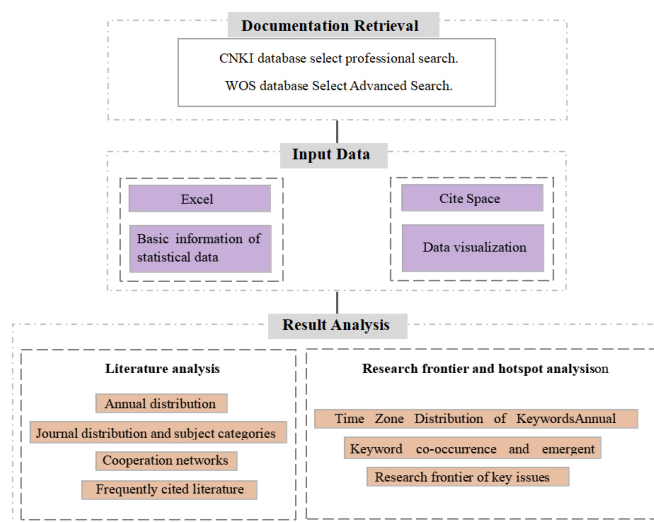 Documentation Retrieval
CNKI database select professional search.
WOS database Select Advanced Search.
Input Data
Excel
Basic information of
statistical data
Cite Space
Data visualization
Result Analysis
Literature analysis
Annual distribution
Journal distribution and subject categories
Cooperation networks
Frequently cited literature
Research frontier and hotspot analysison
Time Zone Distribution of KeywordsAnnual
Keyword co-occurrence and emergent
Research frontier of key issues